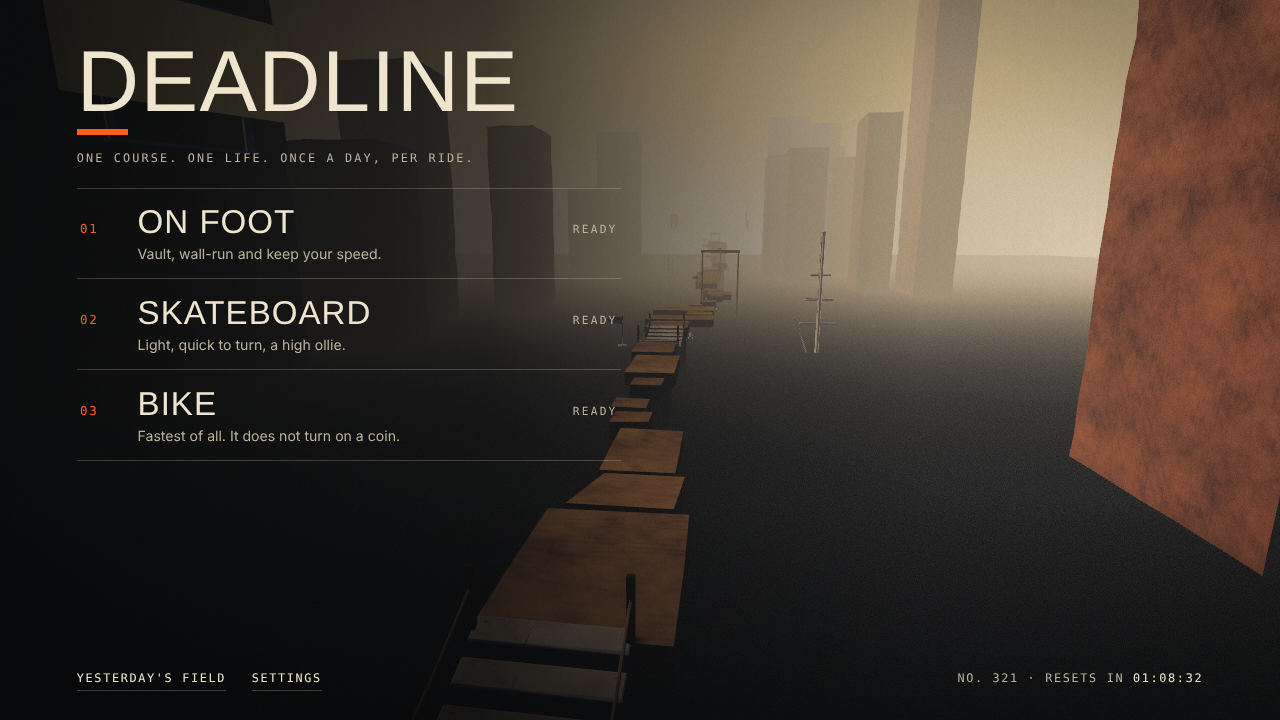 DEADLINE
ONE COURSE. ONE LIFE. ONCE A DAY, PER RIDE.
01 ON FOOT READY
Vault, wall-run and keep your speed.
02 SKATEBOARD READY
Light, quick to turn, a high ollie.
03 BIKE READY
Fastest of all. It does not turn on a coin.
YESTERDAY'S FIELD SETTINGS NO. 321 · RESETS IN 01:08:32